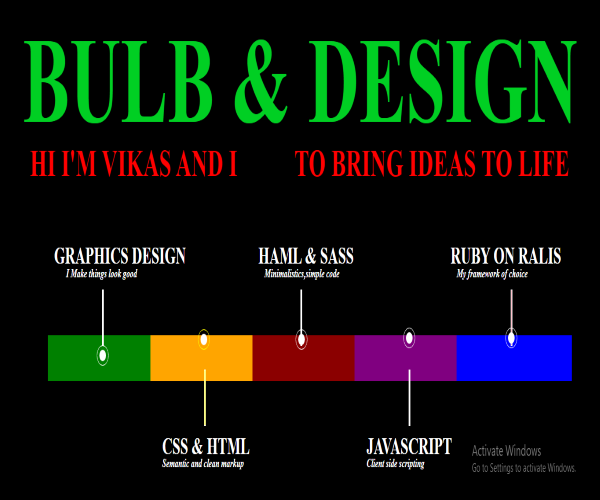 BULB & DESIGN
HI I'M VIKAS AND I TO BRING IDEAS TO LIFE
GRAPHICS DESIGN
I Make things look good
HAML & SASS
Minimalistics,simple code
RUBY ON RALIS
My framework of choice
CSS & HTML
Semantic and clean markup
JAVASCRIPT
Client side scripting
Activate Windows
Go to Settings to activate Windows.